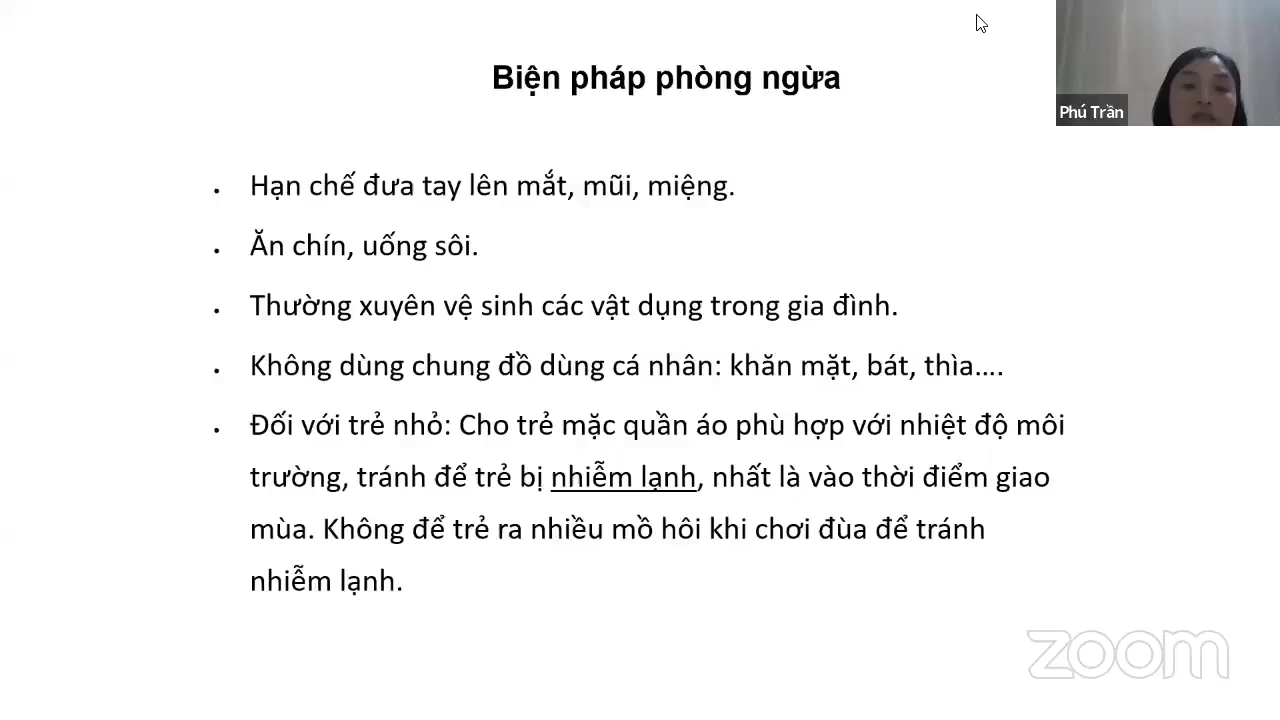 Biện pháp phòng ngừa
Phú Trần
• Hạn chế đưa tay lên mắt, mũi, miệng.
• Ăn chín, uống sôi.
• Thường xuyên vệ sinh các vật dụng trong gia đình.
• Không dùng chung đồ dùng cá nhân: khăn mặt, bát, thìa....
• Đối với trẻ nhỏ: Cho trẻ mặc quần áo phù hợp với nhiệt độ môi
trường, tránh để trẻ bị nhiễm lạnh, nhất là vào thời điểm giao
mùa. Không để trẻ ra nhiều mồ hôi khi chơi đùa để tránh
nhiễm lạnh.
zoom